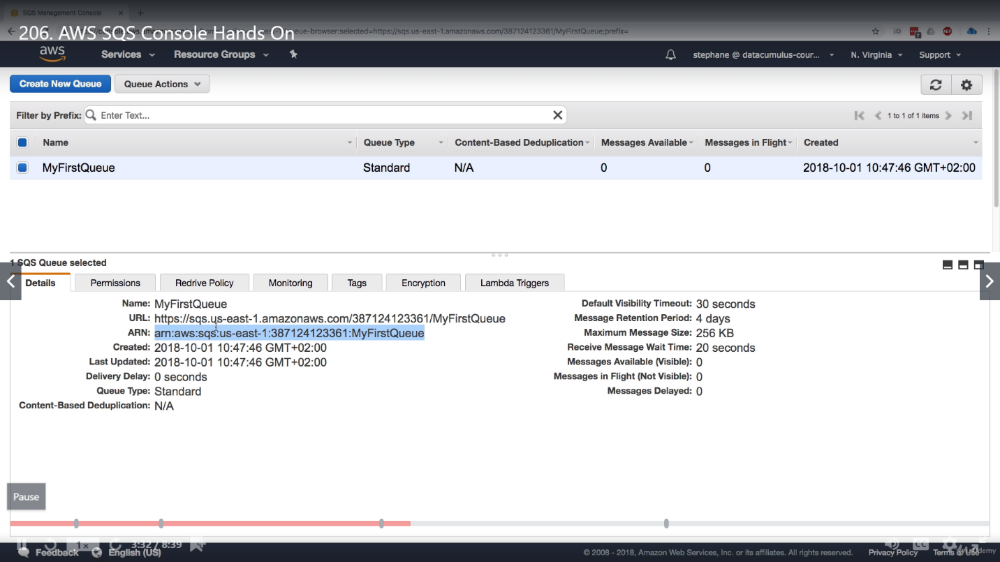 SQS Management Console
206. AWS SQS Console Hands On
queue-browser:selected=https://sqs.us-east-1.amazonaws.com/387124123361/MyFirstQueue;prefix=
aws Services Resource Groups stephane @ datacumulus-cour... N. Virginia Support
Create New Queue Queue Actions
Filter by Prefix: Enter Text... 1 to 1 of 1 items
Name Queue Type Content-Based Deduplication Messages Available Messages in Flight Created
MyFirstQueue Standard N/A 0 0 2018-10-01 10:47:46 GMT+02:00
1 SQS Queue selected
Details Permissions Redrive Policy Monitoring Tags Encryption Lambda Triggers
Name: MyFirstQueue Default Visibility Timeout: 30 seconds
URL: https://sqs.us-east-1.amazonaws.com/387124123361/MyFirstQueue Message Retention Period: 4 days
ARN: arn:aws:sqs:us-east-1:387124123361:MyFirstQueue Maximum Message Size: 256 KB
Created: 2018-10-01 10:47:46 GMT+02:00 Receive Message Wait Time: 20 seconds
Last Updated: 2018-10-01 10:47:46 GMT+02:00 Messages Available (Visible): 0
Delivery Delay: 0 seconds Messages in Flight (Not Visible): 0
Queue Type: Standard Messages Delayed: 0
Content-Based Deduplication: N/A
Pause
1x 3:32 / 8:39
Feedback English (US) © 2008 - 2018, Amazon Web Services, Inc. or its affiliates. All rights reserved. Privacy Policy Terms of Use